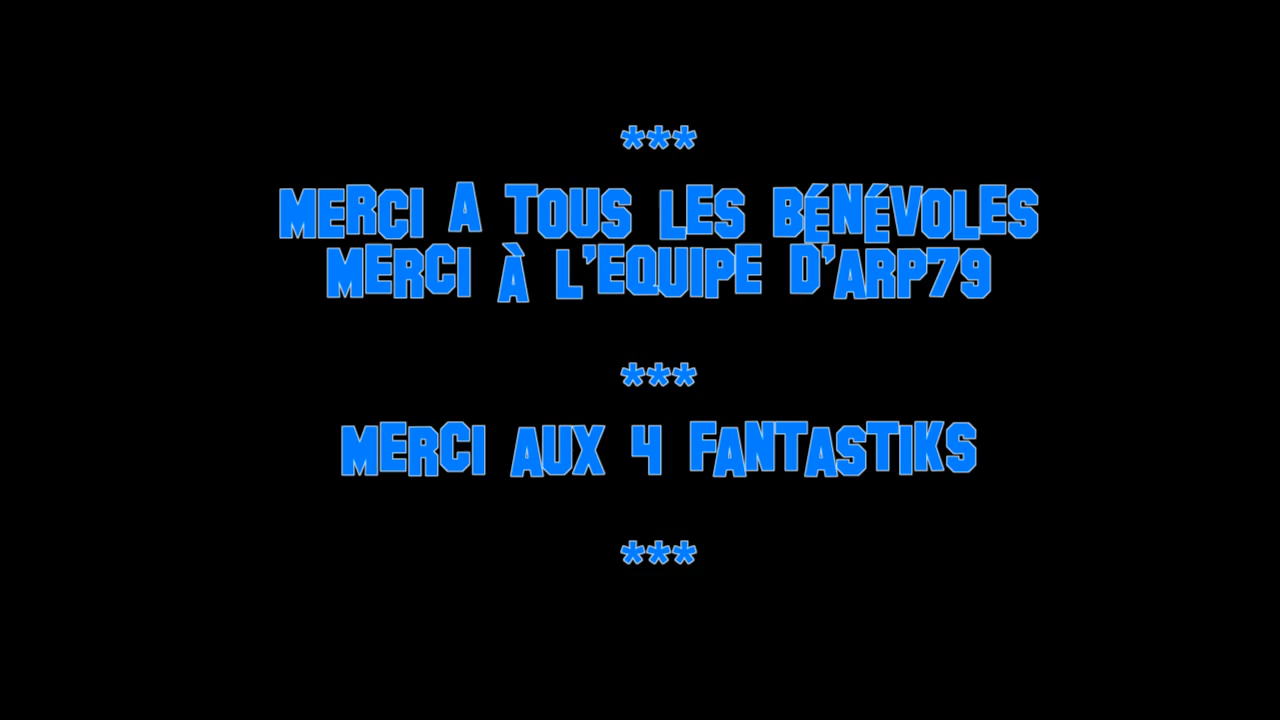 ***
MERCI A TOUS LES BÉNÉVOLES
MERCI À L'EQUIPE D'ARP79
***
MERCI AUX 4 FANTASTIKS
***